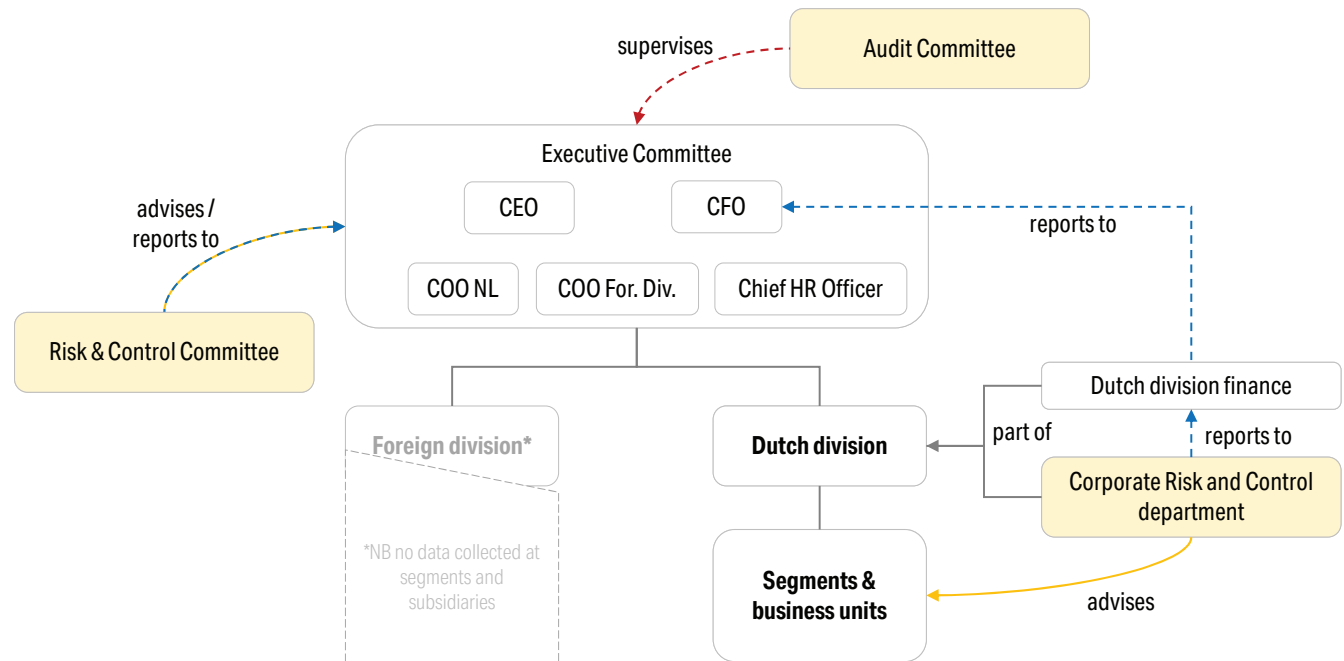 supervises
Audit Committee
Executive Committee
CEO
CFO
advises /
reports to
reports to
COO NL
COO For. Div.
Chief HR Officer
Risk & Control Committee
Dutch division finance
Foreign division*
Dutch division
part of
reports to
Corporate Risk and Control
department
*NB no data collected at
segments and
subsidiaries
Segments &
business units
advises